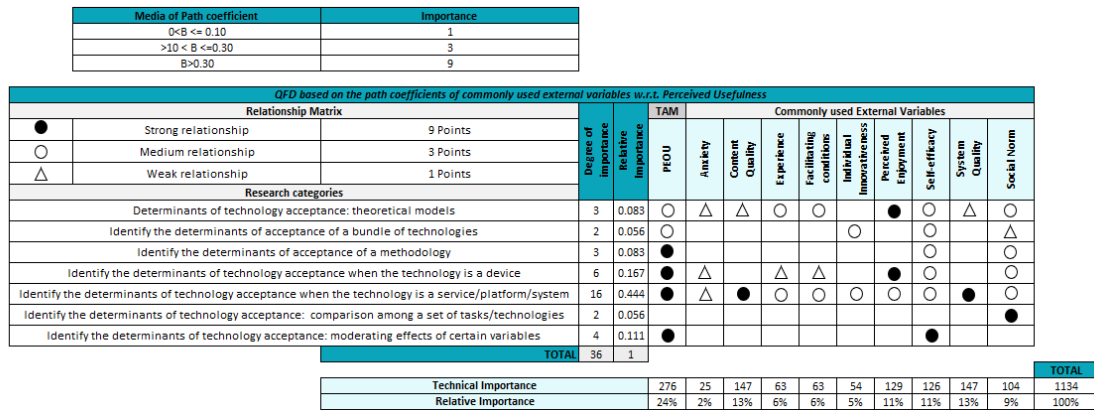 Media of Path coefficient Importance
0<B <= 0.10 1
>10 < B <=0.30 3
B>0.30 9
QFD based on the path coefficients of commonly used external variables w.r.t. Perceived Usefulness
Relationship Matrix Degree of importance Relative Importance TAM Commonly used External Variables
● Strong relationship 9 Points
○ Medium relationship 3 Points
△ Weak relationship 1 Points
PEOU Anxiety Content Quality Experience Facilitating conditions Individual Innovativeness Perceived Enjoyment Self-efficacy System Quality Social Norm
Research categories
Determinants of technology acceptance: theoretical models 3 0.083 ○ △ △ ○ ○ ● ○ △ ○
Identify the determinants of acceptance of a bundle of technologies 2 0.056 ○ ○ ○ △
Identify the determinants of acceptance of a methodology 3 0.083 ● ○ ○
Identify the determinants of technology acceptance when the technology is a device 6 0.167 ● △ △ △ ● ○ ○
Identify the determinants of technology acceptance when the technology is a service/platform/system 16 0.444 ● △ ● ○ ○ ○ ○ ○ ● ○
Identify the determinants of technology acceptance: comparison among a set of tasks/technologies 2 0.056 ●
Identify the determinants of technology acceptance: moderating effects of certain variables 4 0.111 ● ●
TOTAL 36 1
TOTAL
Technical Importance 276 25 147 63 63 54 129 126 147 104 1134
Relative Importance 24% 2% 13% 6% 6% 5% 11% 11% 13% 9% 100%